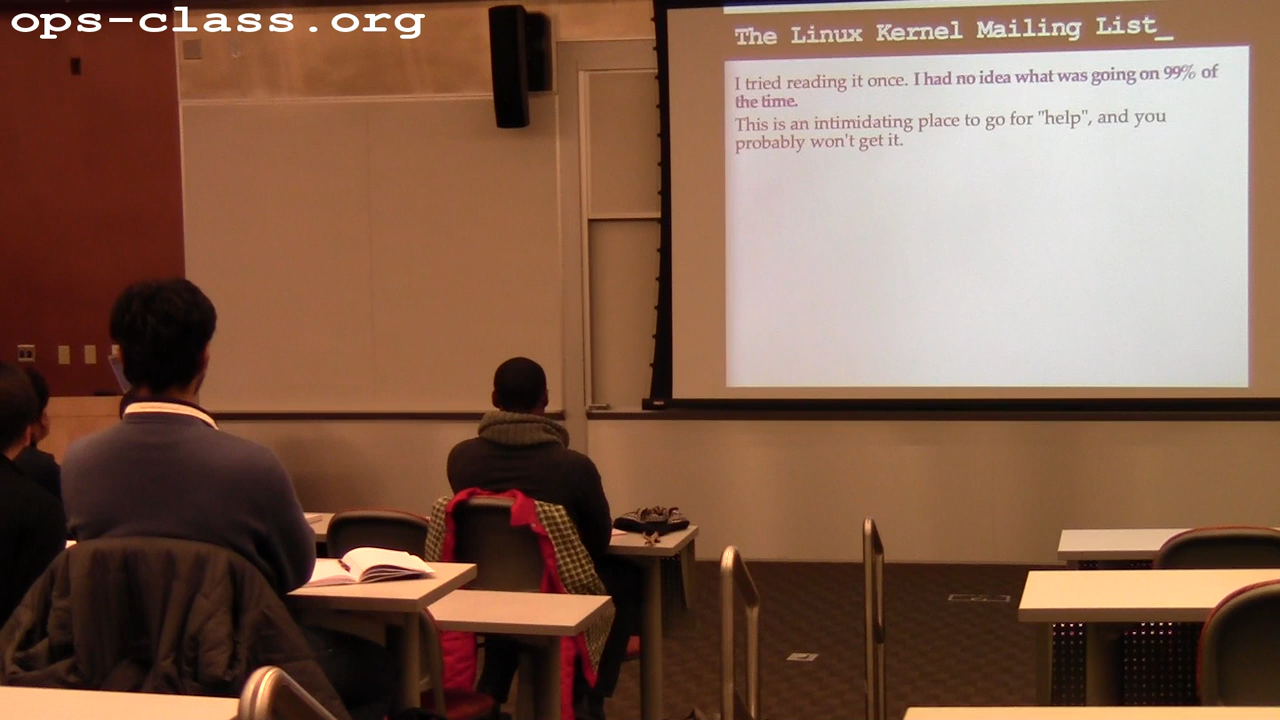 ops-class.org
The Linux Kernel Mailing List_
I tried reading it once. I had no idea what was going on 99% of
the time.
This is an intimidating place to go for "help", and you
probably won't get it.